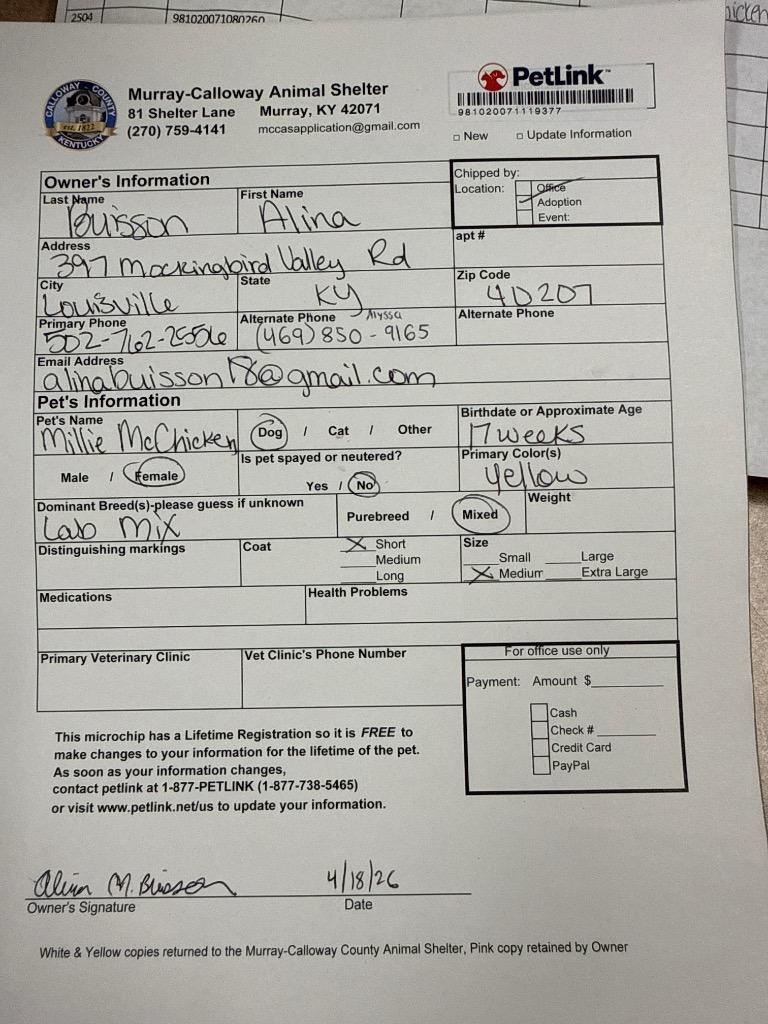 2504 981020071080260
icken
CALLOWAY COUNTY
EST. 1822
KENTUCKY
Murray-Calloway Animal Shelter
81 Shelter Lane Murray, KY 42071
(270) 759-4141 mccasapplication@gmail.com
PetLink™
981020071119377
New Update Information
Owner's Information
Chipped by:
Location: Office
Adoption
Event:
Last Name First Name
Buisson Alina
Address apt #
397 Mockingbird Valley Rd
City State Zip Code
Louisville KY 40207
Primary Phone Alternate Phone Alyssa Alternate Phone
502-762-2556 (469) 850-9165
Email Address
alinabuisson18@gmail.com
Pet's Information
Pet's Name Dog / Cat / Other Birthdate or Approximate Age
Millie McChicken 17 weeks
Male / Female Is pet spayed or neutered? Primary Color(s)
Yes / No Yellow
Dominant Breed(s)-please guess if unknown Purebreed / Mixed Weight
Lab Mix
Distinguishing markings Coat X Short Size
Medium Small Large
Long X Medium Extra Large
Medications Health Problems
Primary Veterinary Clinic Vet Clinic's Phone Number For office use only
Payment: Amount $
Cash
Check #
Credit Card
PayPal
This microchip has a Lifetime Registration so it is FREE to
make changes to your information for the lifetime of the pet.
As soon as your information changes,
contact petlink at 1-877-PETLINK (1-877-738-5465)
or visit www.petlink.net/us to update your information.
Alina M. Buisson 4/18/26
Owner's Signature Date
White & Yellow copies returned to the Murray-Calloway County Animal Shelter, Pink copy retained by Owner